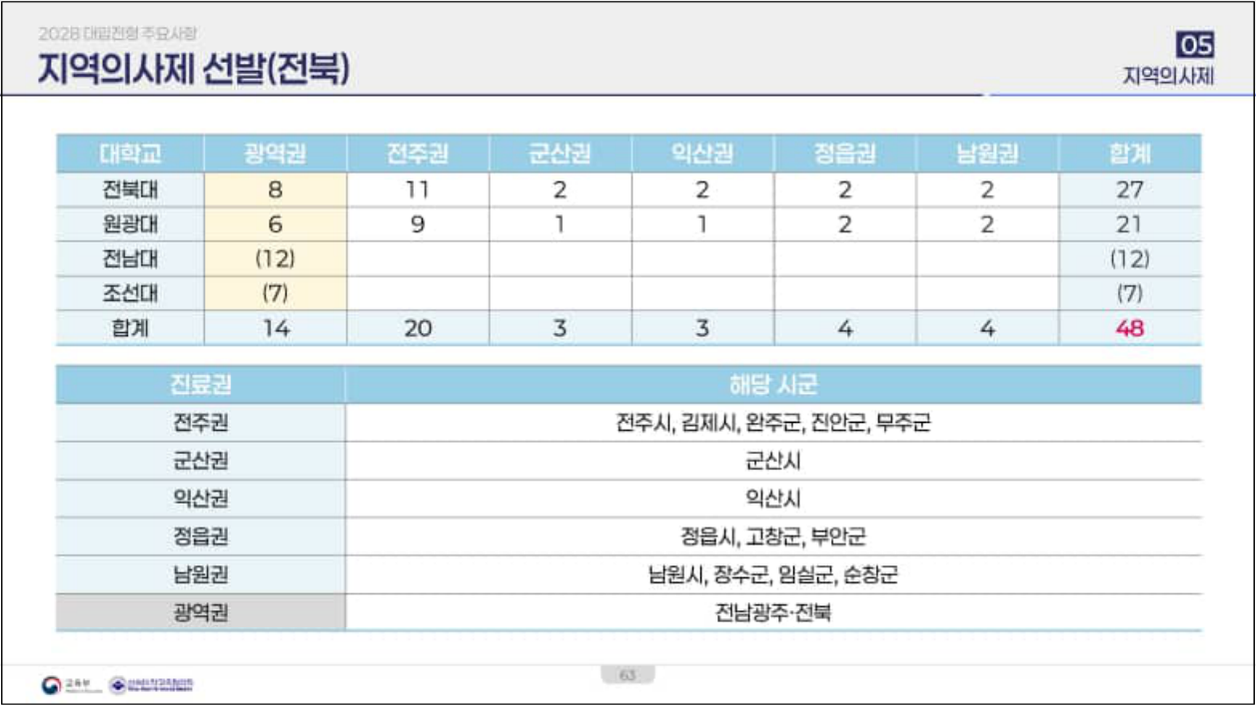 2028 대입전형 주요사항
지역의사제 선발(전북)
05
지역의사제
대학교 광역권 전주권 군산권 익산권 정읍권 남원권 합계
전북대 8 11 2 2 2 2 27
원광대 6 9 1 1 2 2 21
전남대 (12) (12)
조선대 (7) (7)
합계 14 20 3 3 4 4 48
진료권 해당 시군
전주권 전주시, 김제시, 완주군, 진안군, 무주군
군산권 군산시
익산권 익산시
정읍권 정읍시, 고창군, 부안군
남원권 남원시, 장수군, 임실군, 순창군
광역권 전남광주·전북
63
교육부